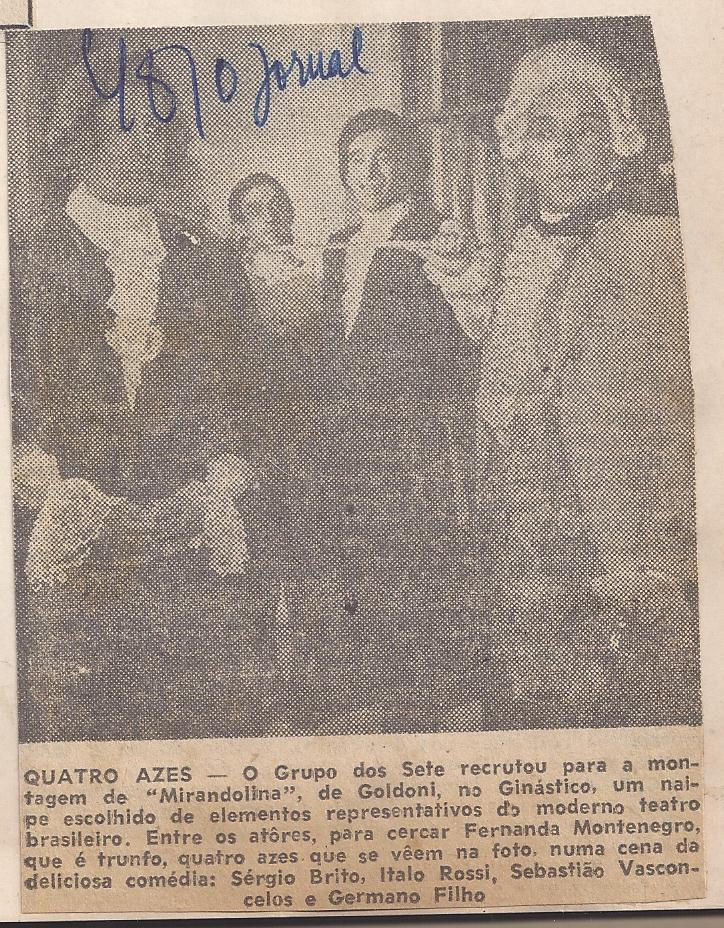 48) O Jornal
QUATRO AZES — O Grupo dos Sete recrutou para a mon-
tagem de "Mirandolina", de Goldoni, no Ginástico, um nai-
pe escolhido de elementos representativos do moderno teatro
brasileiro. Entre os atôres, para cercar Fernanda Montenegro,
que é trunfo, quatro azes que se vêem na foto, numa cena da
deliciosa comédia: Sérgio Brito, Italo Rossi, Sebastião Vascon-
celos e Germano Filho